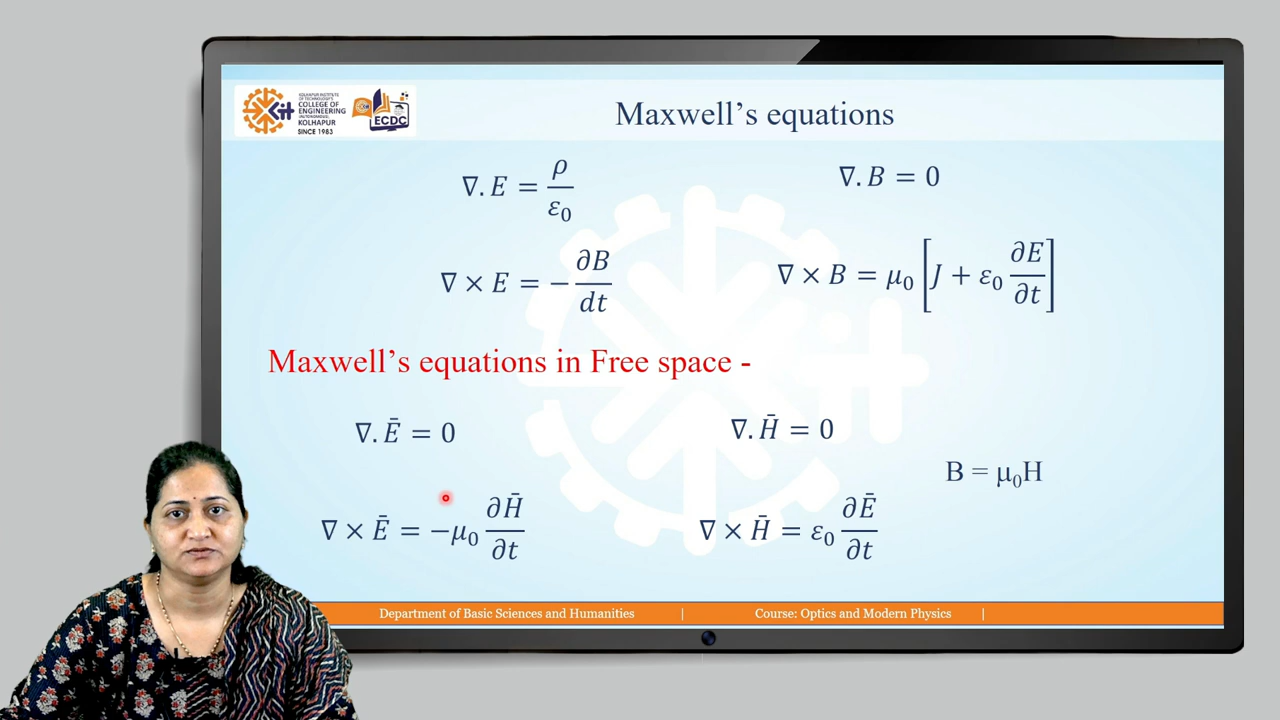 KOLHAPUR INSTITUTE
OF TECHNOLOGY'S
COLLEGE OF
ENGINEERING
(AUTONOMOUS)
KOLHAPUR
SINCE 1983
Kit
ECDC
Maxwell's equations
∇. E = ρ/ε₀
∇. B = 0
∇ × E = − ∂B/dt
∇ × B = μ₀ [J + ε₀ ∂E/∂t]
Maxwell's equations in Free space -
∇. Ē = 0
∇. H̄ = 0
B = μ₀H
∇ × Ē = −μ₀ ∂H̄/∂t
∇ × H̄ = ε₀ ∂Ē/∂t
Department of Basic Sciences and Humanities | Course: Optics and Modern Physics |